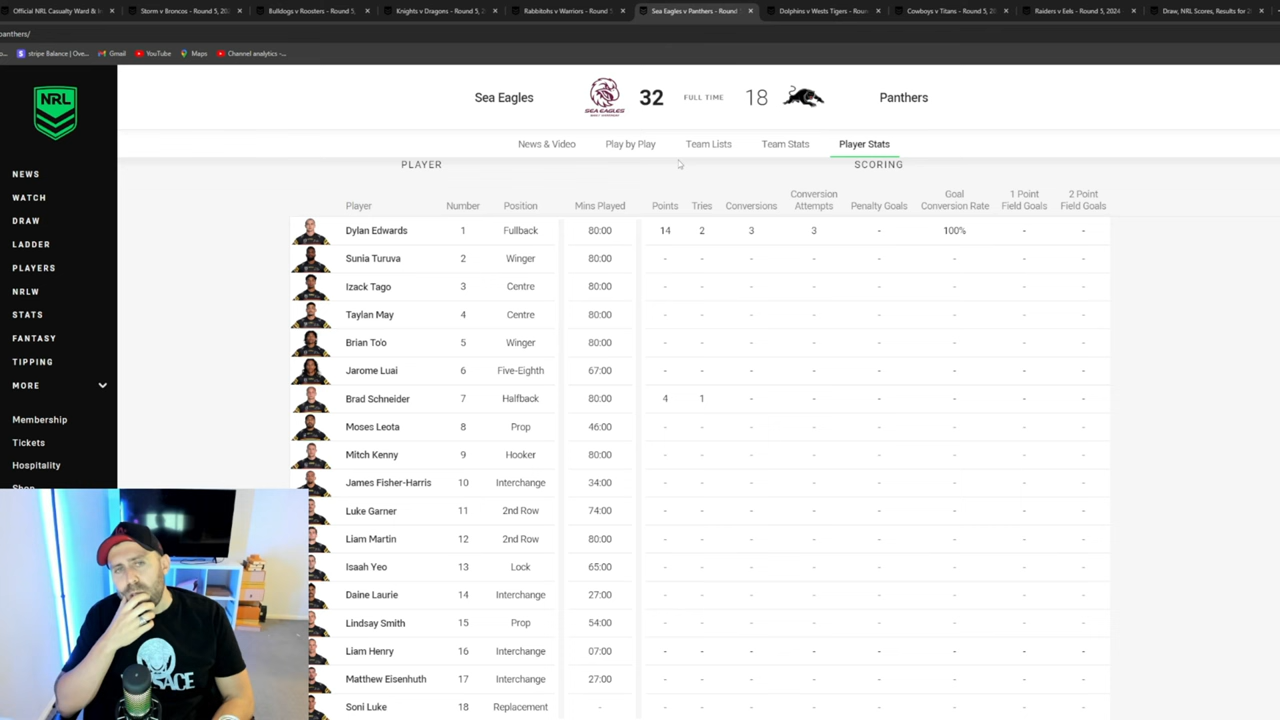 Official NRL Casualty Ward & In
Storm v Broncos - Round 5, 20
Bulldogs v Roosters - Round 5,
Knights v Dragons - Round 5, 2
Rabbitohs v Warriors - Round 5
Sea Eagles v Panthers - Round
Dolphins v Wests Tigers - Roun
Cowboys v Titans - Round 5, 20
Raiders v Eels - Round 5, 2024
Draw, NRL Scores, Results for 2
panthers/
stripe Balance | Ove...
Gmail
YouTube
Maps
Channel analytics -...
NRL
Sea Eagles SEA EAGLES 32 FULL TIME 18 Panthers
News & Video Play by Play Team Lists Team Stats Player Stats
PLAYER SCORING
Player Number Position Mins Played Points Tries Conversions Conversion Attempts Penalty Goals Goal Conversion Rate 1 Point Field Goals 2 Point Field Goals
Dylan Edwards 1 Fullback 80:00 14 2 3 3 - 100% - -
Sunia Turuva 2 Winger 80:00 - - - - - - - -
Izack Tago 3 Centre 80:00 - - - - - - - -
Taylan May 4 Centre 80:00 - - - - - - - -
Brian To'o 5 Winger 80:00 - - - - - - - -
Jarome Luai 6 Five-Eighth 67:00 - - - - - - - -
Brad Schneider 7 Halfback 80:00 4 1 - - - - - -
Moses Leota 8 Prop 46:00 - - - - - - - -
Mitch Kenny 9 Hooker 80:00 - - - - - - - -
James Fisher-Harris 10 Interchange 34:00 - - - - - - - -
Luke Garner 11 2nd Row 74:00 - - - - - - - -
Liam Martin 12 2nd Row 80:00 - - - - - - - -
Isaah Yeo 13 Lock 65:00 - - - - - - - -
Daine Laurie 14 Interchange 27:00 - - - - - - - -
Lindsay Smith 15 Prop 54:00 - - - - - - - -
Liam Henry 16 Interchange 07:00 - - - - - - - -
Matthew Eisenhuth 17 Interchange 27:00 - - - - - - - -
Soni Luke 18 Replacement - - - - - - - - -
NEWS
WATCH
DRAW
LADDER
PLAYERS
NRLW
STATS
FANTASY
TIPPING
MORE
Membership
Tickets
Hospitality
Shop